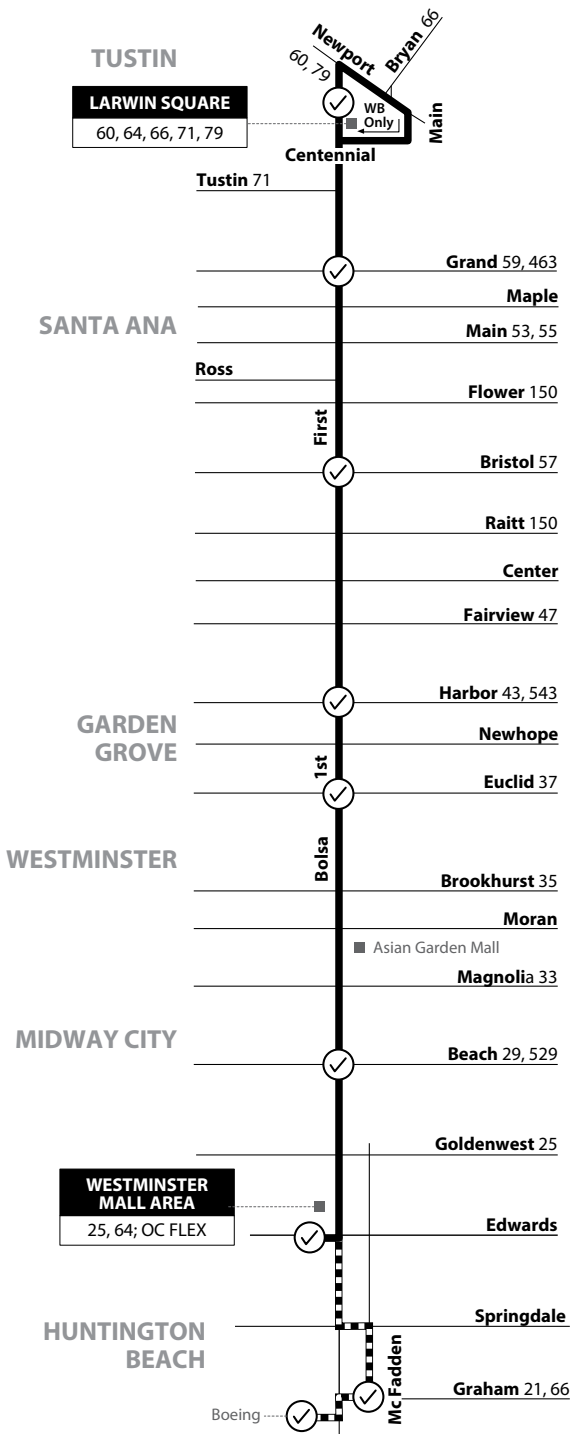 TUSTIN
Newport
60, 79
Bryan 66
Main
LARWIN SQUARE
60, 64, 66, 71, 79
WB
Only
Centennial
Tustin 71
Grand 59, 463
Maple
SANTA ANA
Main 53, 55
Ross
Flower 150
First
Bristol 57
Raitt 150
Center
Fairview 47
Harbor 43, 543
GARDEN
GROVE
Newhope
1st
Euclid 37
WESTMINSTER
Bolsa
Brookhurst 35
Moran
Asian Garden Mall
Magnolia 33
MIDWAY CITY
Beach 29, 529
Goldenwest 25
WESTMINSTER
MALL AREA
25, 64; OC FLEX
Edwards
Springdale
HUNTINGTON
BEACH
Mc Fadden
Graham 21, 66
Boeing